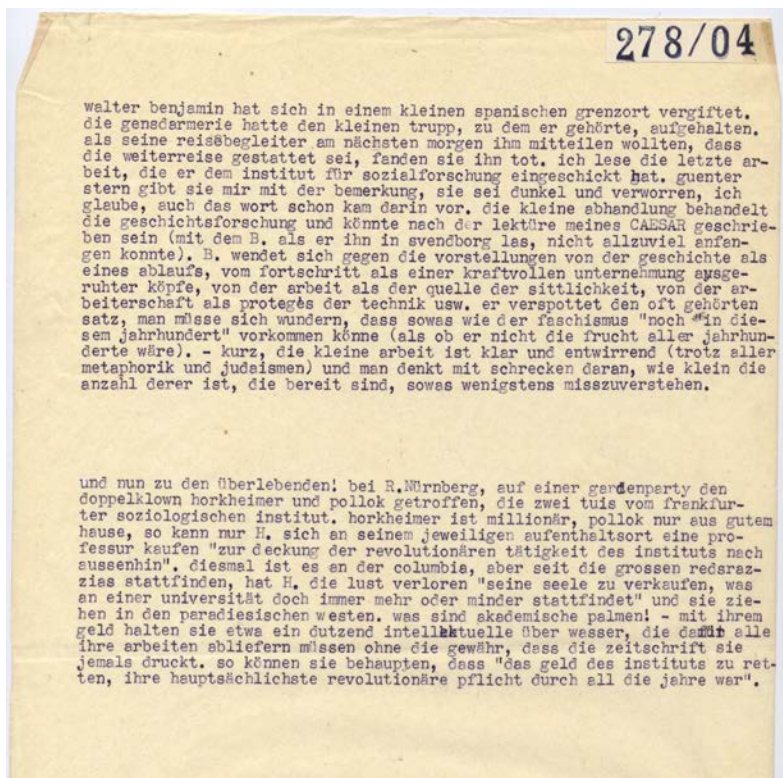 278/04
walter benjamin hat sich in einem kleinen spanischen grenzort vergiftet.
die gensdarmerie hatte den kleinen trupp, zu dem er gehörte, aufgehalten.
als seine reisebegleiter am nächsten morgen ihm mitteilen wollten, dass
die weiterreise gestattet sei, fanden sie ihn tot. ich lese die letzte ar-
beit, die er dem institut für sozialforschung eingeschickt hat. guenter
stern gibt sie mir mit der bemerkung, sie sei dunkel und verworren, ich
glaube, auch das wort schon kam darin vor. die kleine abhandlung behandelt
die geschichtsforschung und könnte nach der lektüre meines CAESAR geschrie-
ben sein (mit dem B. als er ihn in svendborg las, nicht allzuviel anfan-
gen konnte). B. wendet sich gegen die vorstellungen von der geschichte als
eines ablaufs, vom fortschritt als einer kraftvollen unternehmung ausge-
ruhter köpfe, von der arbeit als der quelle der sittlichkeit, von der ar-
beiterschaft als protegès der technik usw. er verspottet den oft gehörten
satz, man müsse sich wundern, dass sowas wie der faschismus "noch "in die-
sem jahrhundert" vorkommen könne (als ob er nicht die frucht aller jahrhun-
derte wäre). - kurz, die kleine arbeit ist klar und entwirrend (trotz aller
metaphorik und judaismen) und man denkt mit schrecken daran, wie klein die
anzahl derer ist, die bereit sind, sowas wenigstens misszuverstehen.
und nun zu den überlebenden! bei R.Nürnberg, auf einer gardenparty den
doppelklown horkheimer und pollok getroffen, die zwei tuis vom frankfur-
ter soziologischen institut. horkheimer ist millionär, pollok nur aus gutem
hause, so kann nur H. sich an seinem jeweiligen aufenthaltsort eine pro-
fessur kaufen "zur deckung der revolutionären tätigkeit des instituts nach
aussenhin". diesmal ist es an der columbia, aber seit die grossen redsraz-
zias stattfinden, hat H. die lust verloren "seine seele zu verkaufen, was
an einer universität doch immer mehr oder minder stattfindet" und sie zie-
hen in den paradiesischen westen. was sind akademische palmen! - mit ihrem
geld halten sie etwa ein dutzend intellektuelle über wasser, die dafür alle
ihre arbeiten abliefern müssen ohne die gewähr, dass die zeitschrift sie
jemals druckt. so können sie behaupten, dass "das geld des instituts zu ret-
ten, ihre hauptsächlichste revolutionäre pflicht durch all die jahre war".